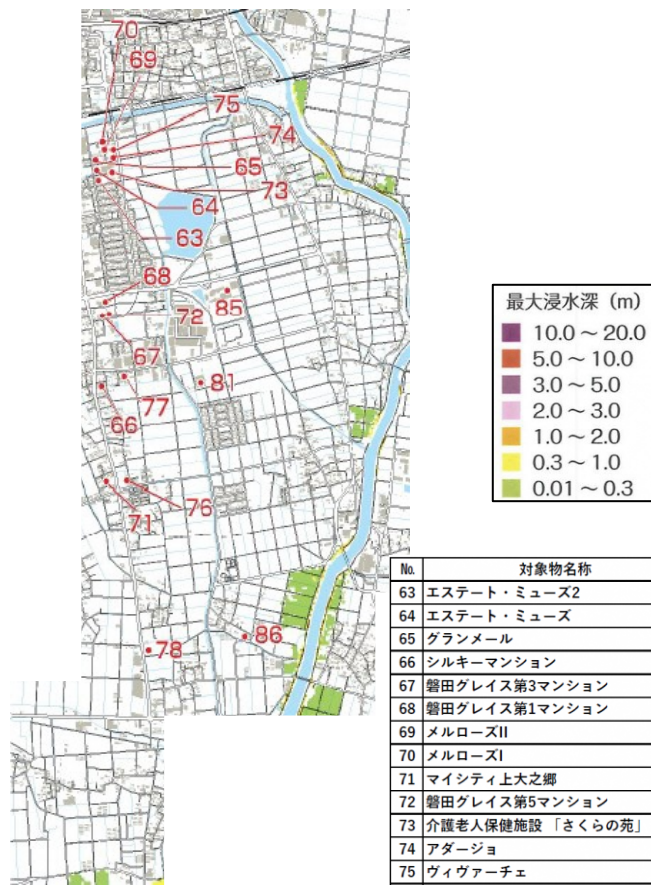 70
69
75
74
65
73
64
63
68
85
72
67
81
77
66
76
71
86
78
最大浸水深（m）
10.0～20.0
5.0～10.0
3.0～5.0
2.0～3.0
1.0～2.0
0.3～1.0
0.01～0.3
No. 対象物名称
63 エステート・ミューズ2
64 エステート・ミューズ
65 グランメール
66 シルキーマンション
67 磐田グレイス第3マンション
68 磐田グレイス第1マンション
69 メルローズII
70 メルローズI
71 マイシティ上大之郷
72 磐田グレイス第5マンション
73 介護老人保健施設 「さくらの苑」
74 アダージョ
75 ヴィヴァーチェ